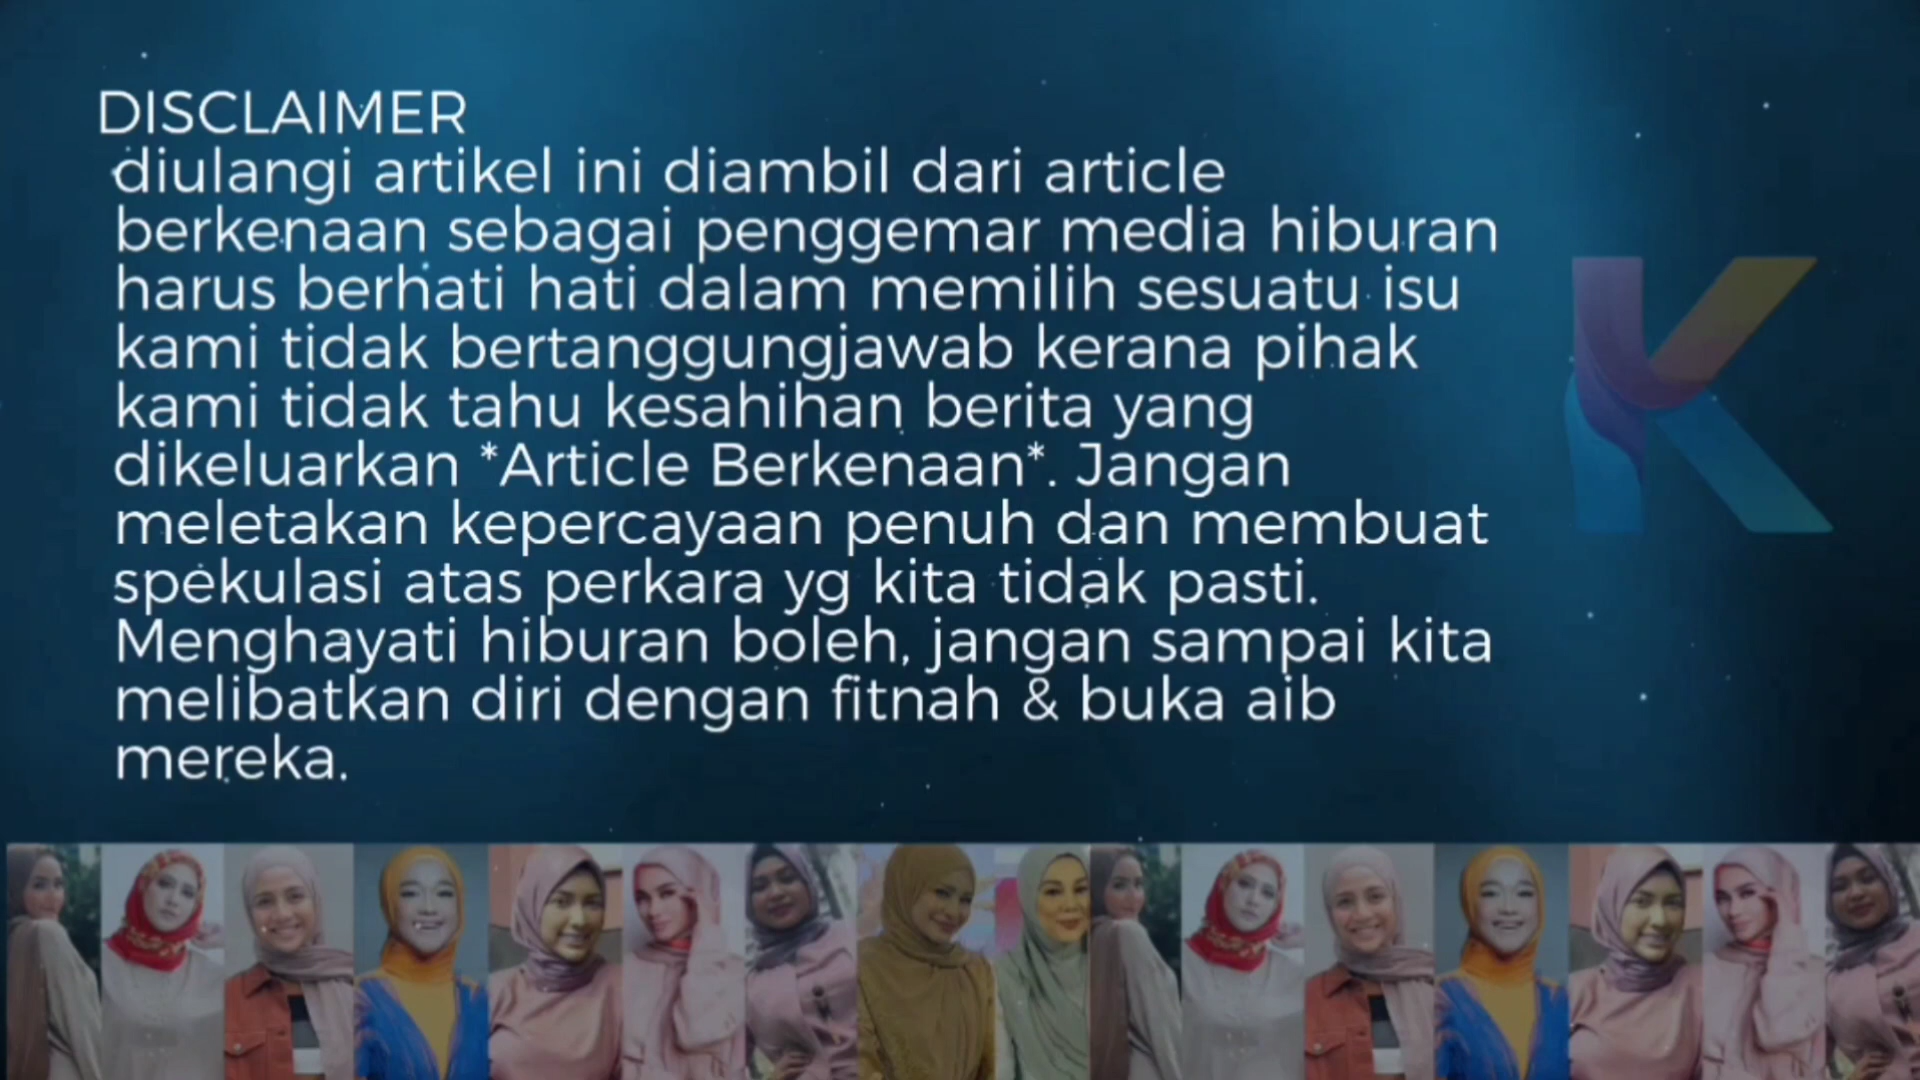 DISCLAIMER
diulangi artikel ini diambil dari article
berkenaan sebagai penggemar media hiburan
harus berhati hati dalam memilih sesuatu isu
kami tidak bertanggungjawab kerana pihak
kami tidak tahu kesahihan berita yang
dikeluarkan *Article Berkenaan*. Jangan
meletakan kepercayaan penuh dan membuat
spekulasi atas perkara yg kita tidak pasti.
Menghayati hiburan boleh, jangan sampai kita
melibatkan diri dengan fitnah & buka aib
mereka.
K